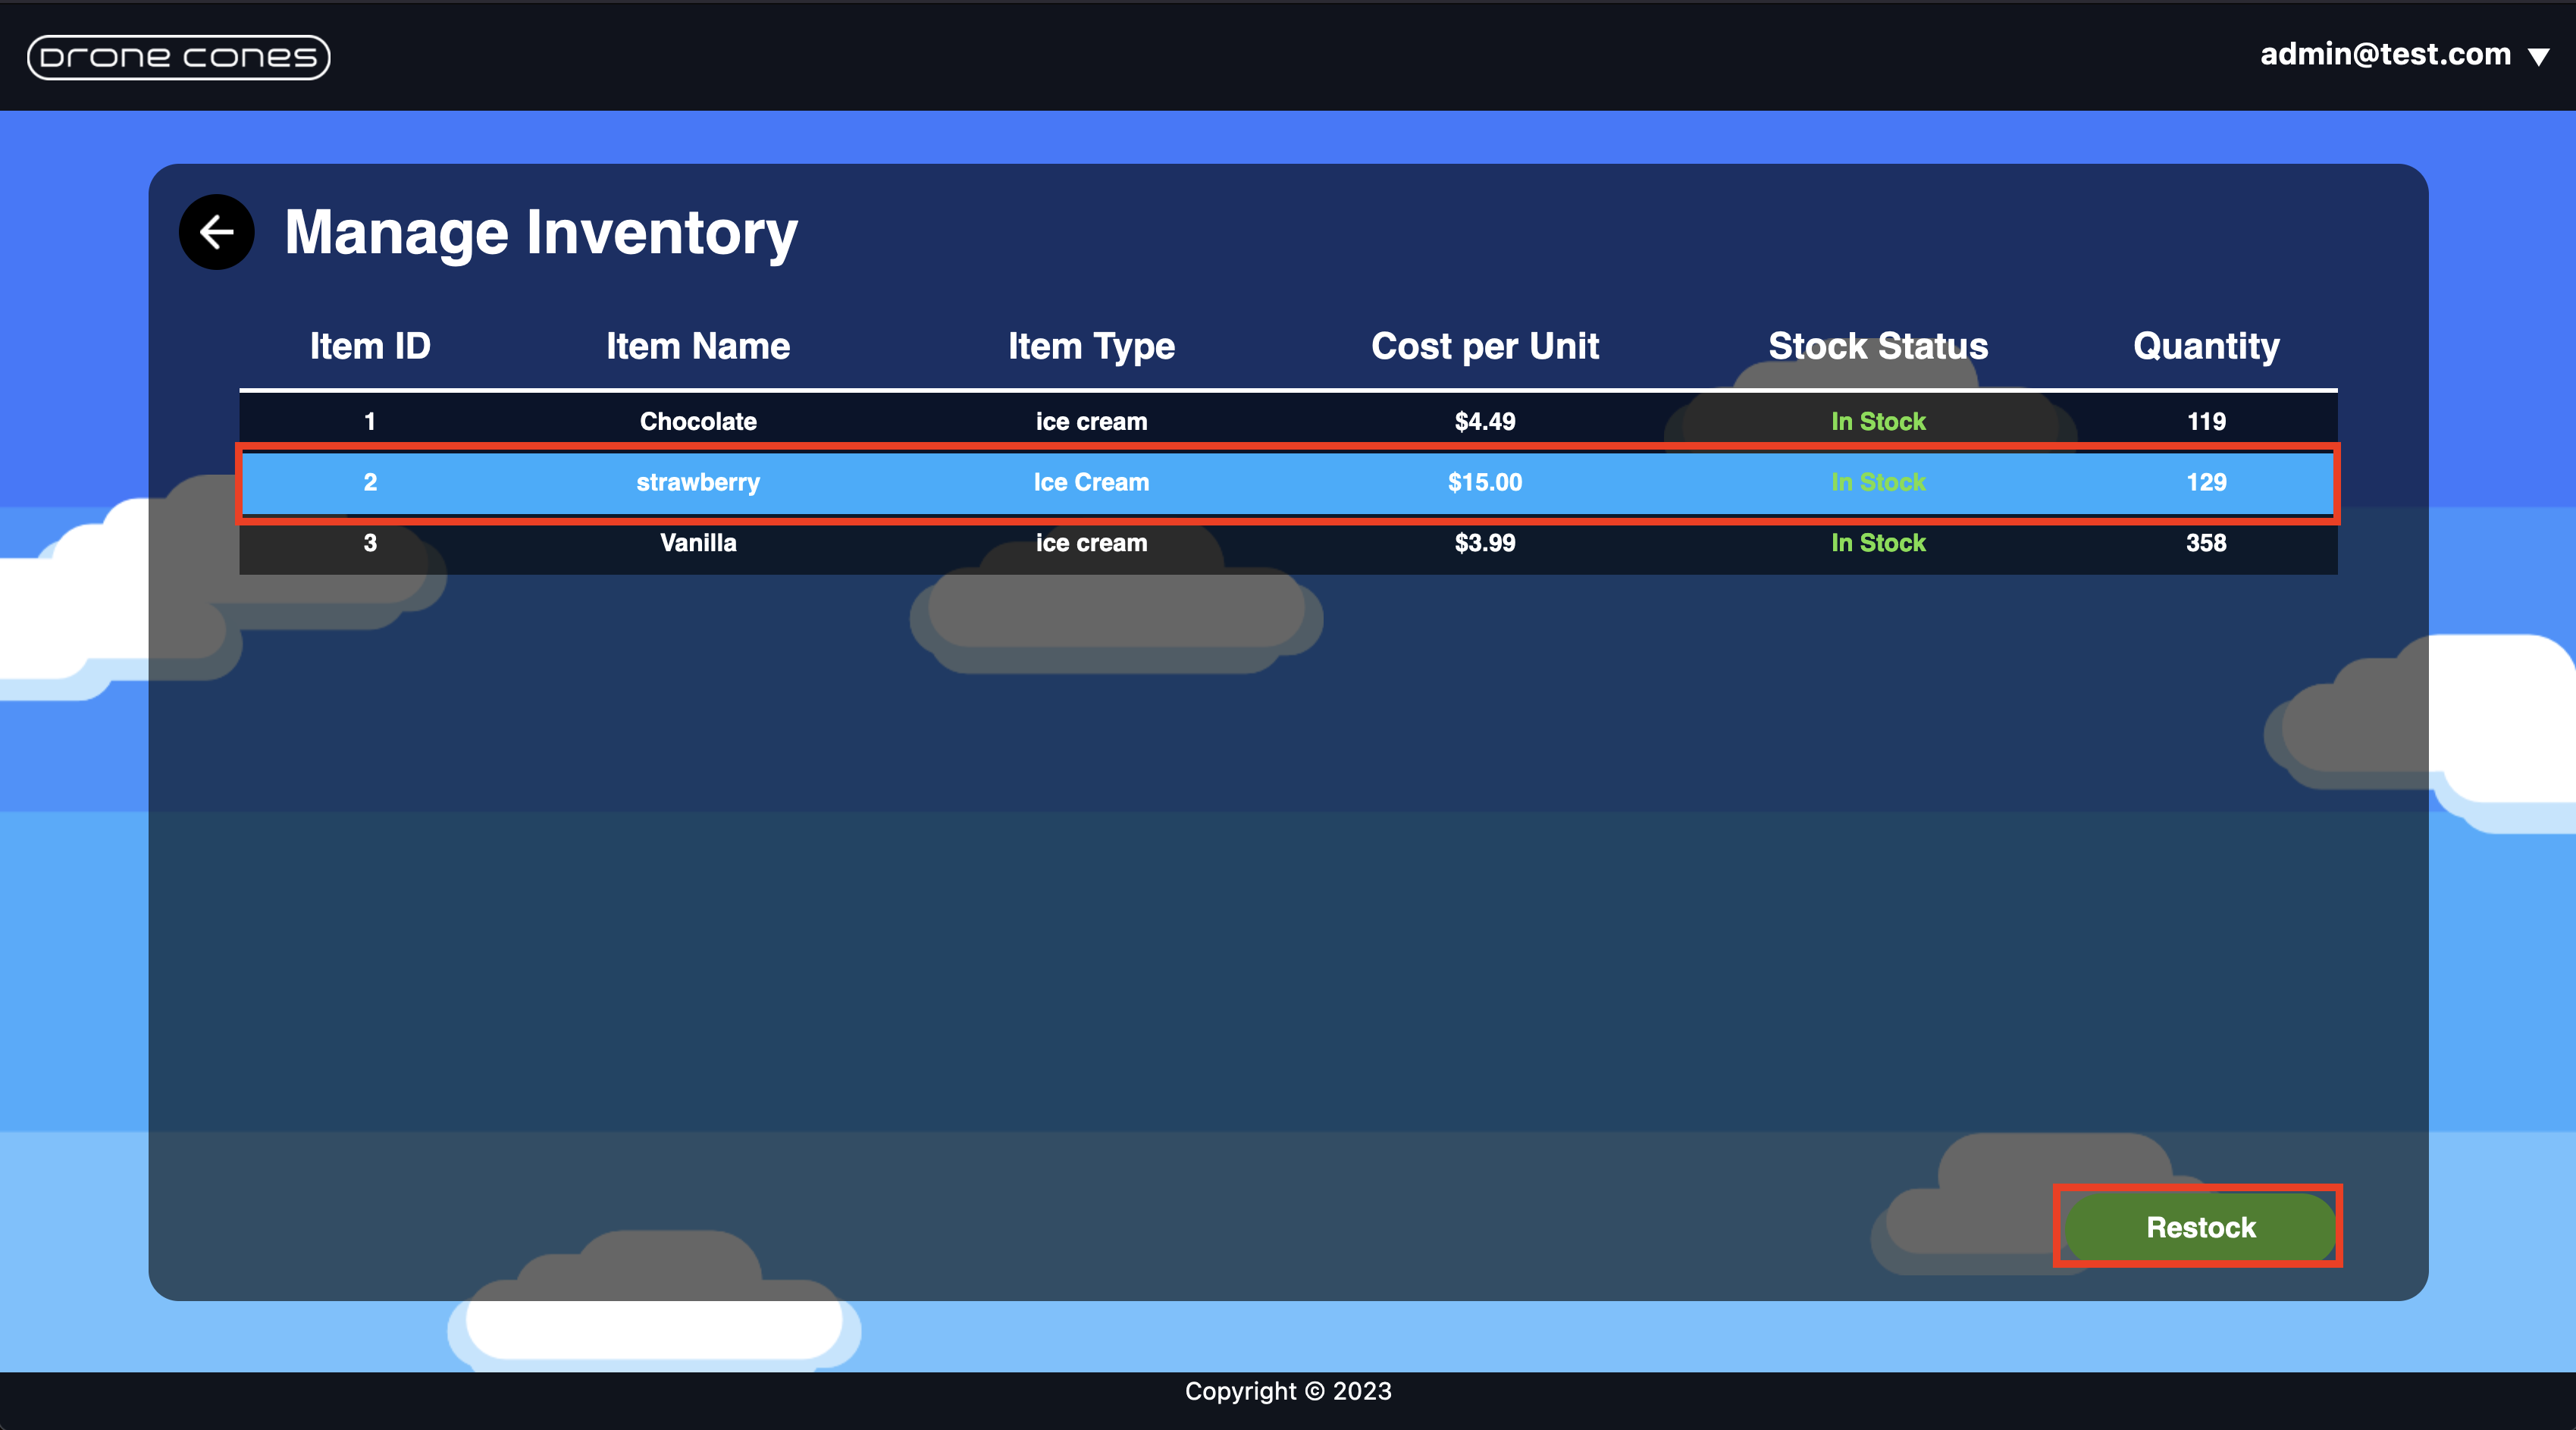 Drone Cones
admin@test.com ▼
Manage Inventory
Item ID Item Name Item Type Cost per Unit Stock Status Quantity
1 Chocolate ice cream $4.49 In Stock 119
2 strawberry Ice Cream $15.00 In Stock 129
3 Vanilla ice cream $3.99 In Stock 358
Restock
Copyright © 2023